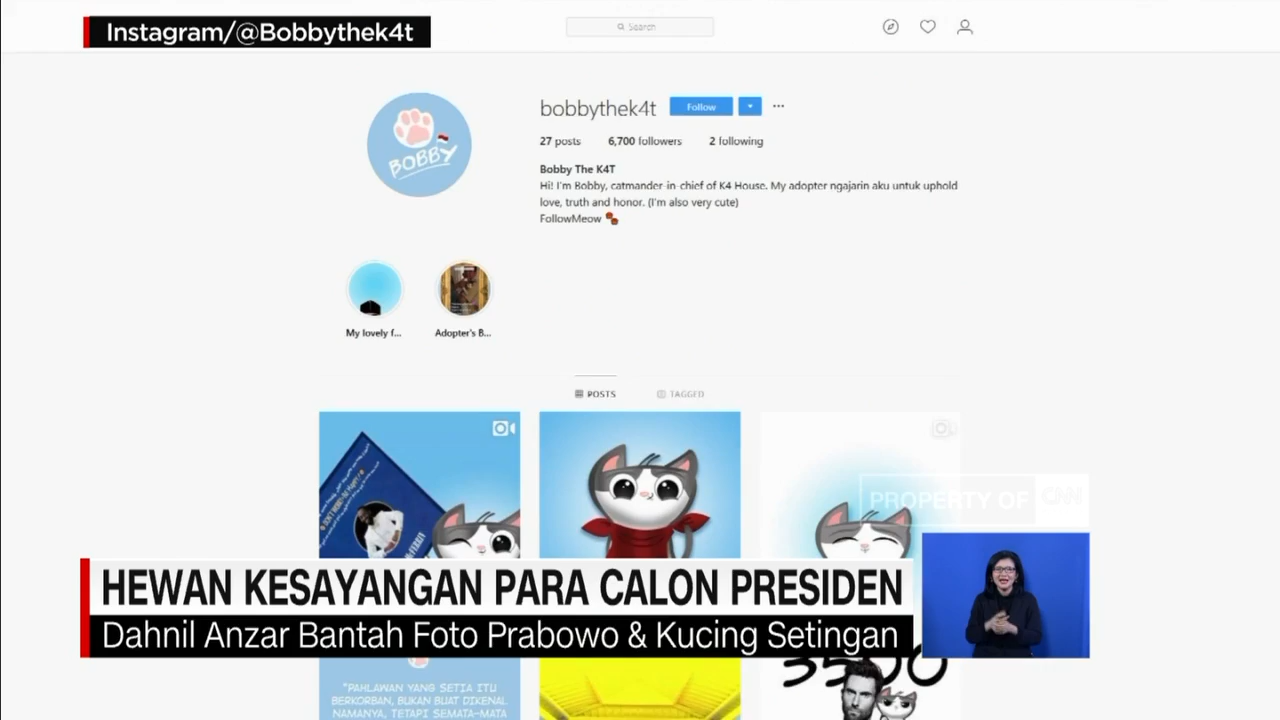 Instagram/@Bobbythek4t
Search
bobbythek4t
Follow
27 posts 6,700 followers 2 following
Bobby The K4T
Hi! I'm Bobby, catmander-in-chief of K4 House. My adopter ngajarin aku untuk uphold
love, truth and honor. (I'm also very cute)
FollowMeow
BOBBY
My lovely f...
Adopter's B...
POSTS
TAGGED
PROPERTY OF CNN
HEWAN KESAYANGAN PARA CALON PRESIDEN
Dahnil Anzar Bantah Foto Prabowo & Kucing Setingan
3500
"PAHLAWAN YANG SETIA ITU
BERKORBAN, BUKAN BUAT DIKENAL
NAMANYA, TETAPI SEMATA-MATA